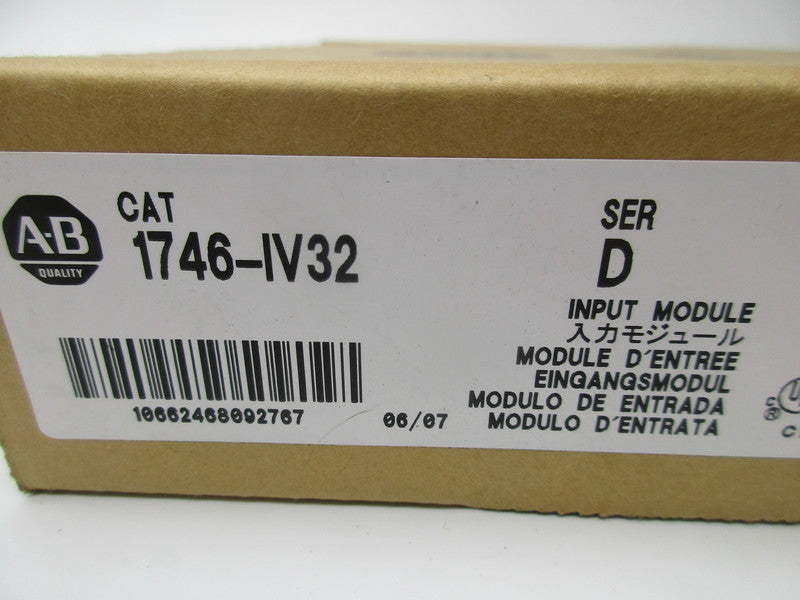 A-B
QUALITY
CAT
1746-IV32
SER
D
INPUT MODULE
入力モジュール
MODULE D'ENTREE
EINGANGSMODUL
MODULO DE ENTRADA
MODULO D'ENTRATA
10662468092767
06/07